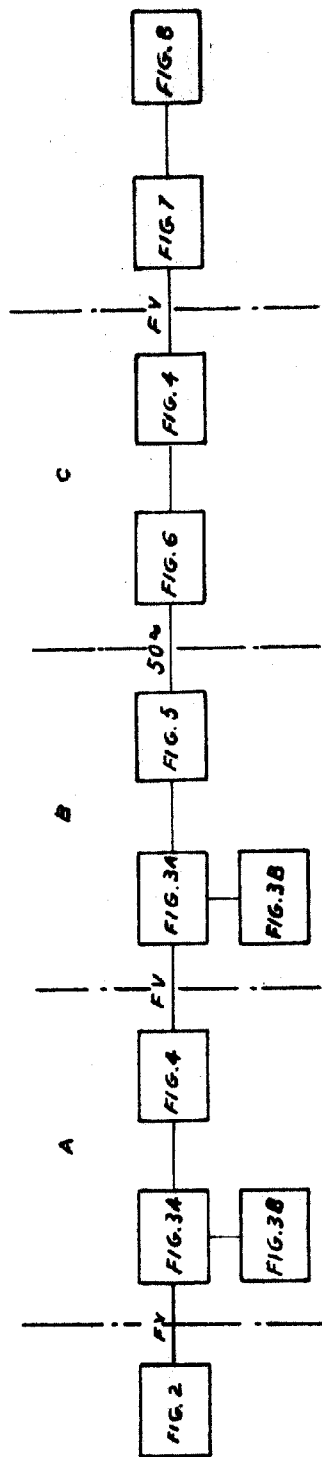 A
B
C
FIG. 2
FV
FIG. 3A
FIG. 4
FV
FIG. 3A
FIG. 5
50~
FIG. 6
FIG. 4
FV
FIG. 7
FIG. 8
FIG. 3B
FIG. 3B